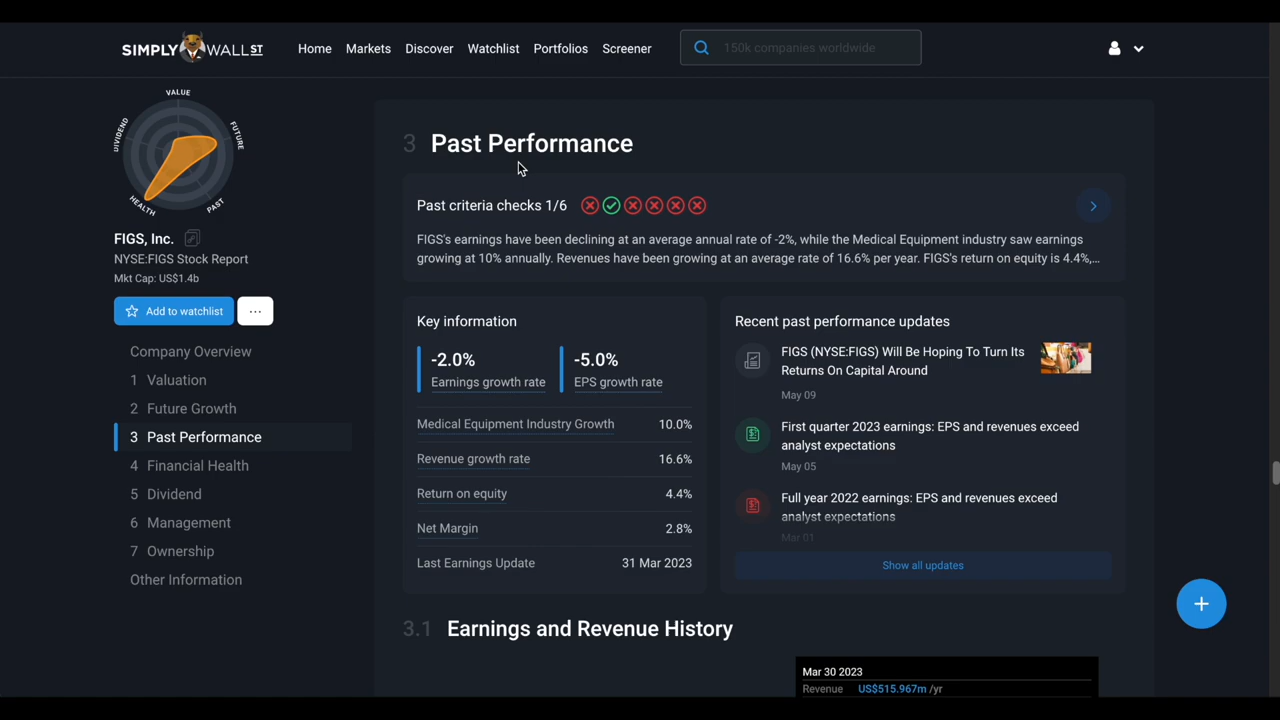 SIMPLY WALL ST
Home Markets Discover Watchlist Portfolios Screener
150k companies worldwide
VALUE
FUTURE
PAST
HEALTH
DIVIDEND
FIGS, Inc.
NYSE:FIGS Stock Report
Mkt Cap: US$1.4b
Add to watchlist
...
Company Overview
1 Valuation
2 Future Growth
3 Past Performance
4 Financial Health
5 Dividend
6 Management
7 Ownership
Other Information
3 Past Performance
Past criteria checks 1/6
FIGS's earnings have been declining at an average annual rate of -2%, while the Medical Equipment industry saw earnings
growing at 10% annually. Revenues have been growing at an average rate of 16.6% per year. FIGS's return on equity is 4.4%,...
Key information
-2.0%
Earnings growth rate
-5.0%
EPS growth rate
Medical Equipment Industry Growth 10.0%
Revenue growth rate 16.6%
Return on equity 4.4%
Net Margin 2.8%
Last Earnings Update 31 Mar 2023
Recent past performance updates
FIGS (NYSE:FIGS) Will Be Hoping To Turn Its
Returns On Capital Around
May 09
First quarter 2023 earnings: EPS and revenues exceed
analyst expectations
May 05
Full year 2022 earnings: EPS and revenues exceed
analyst expectations
Mar 01
Show all updates
3.1 Earnings and Revenue History
Mar 30 2023
Revenue US$515.967m /yr